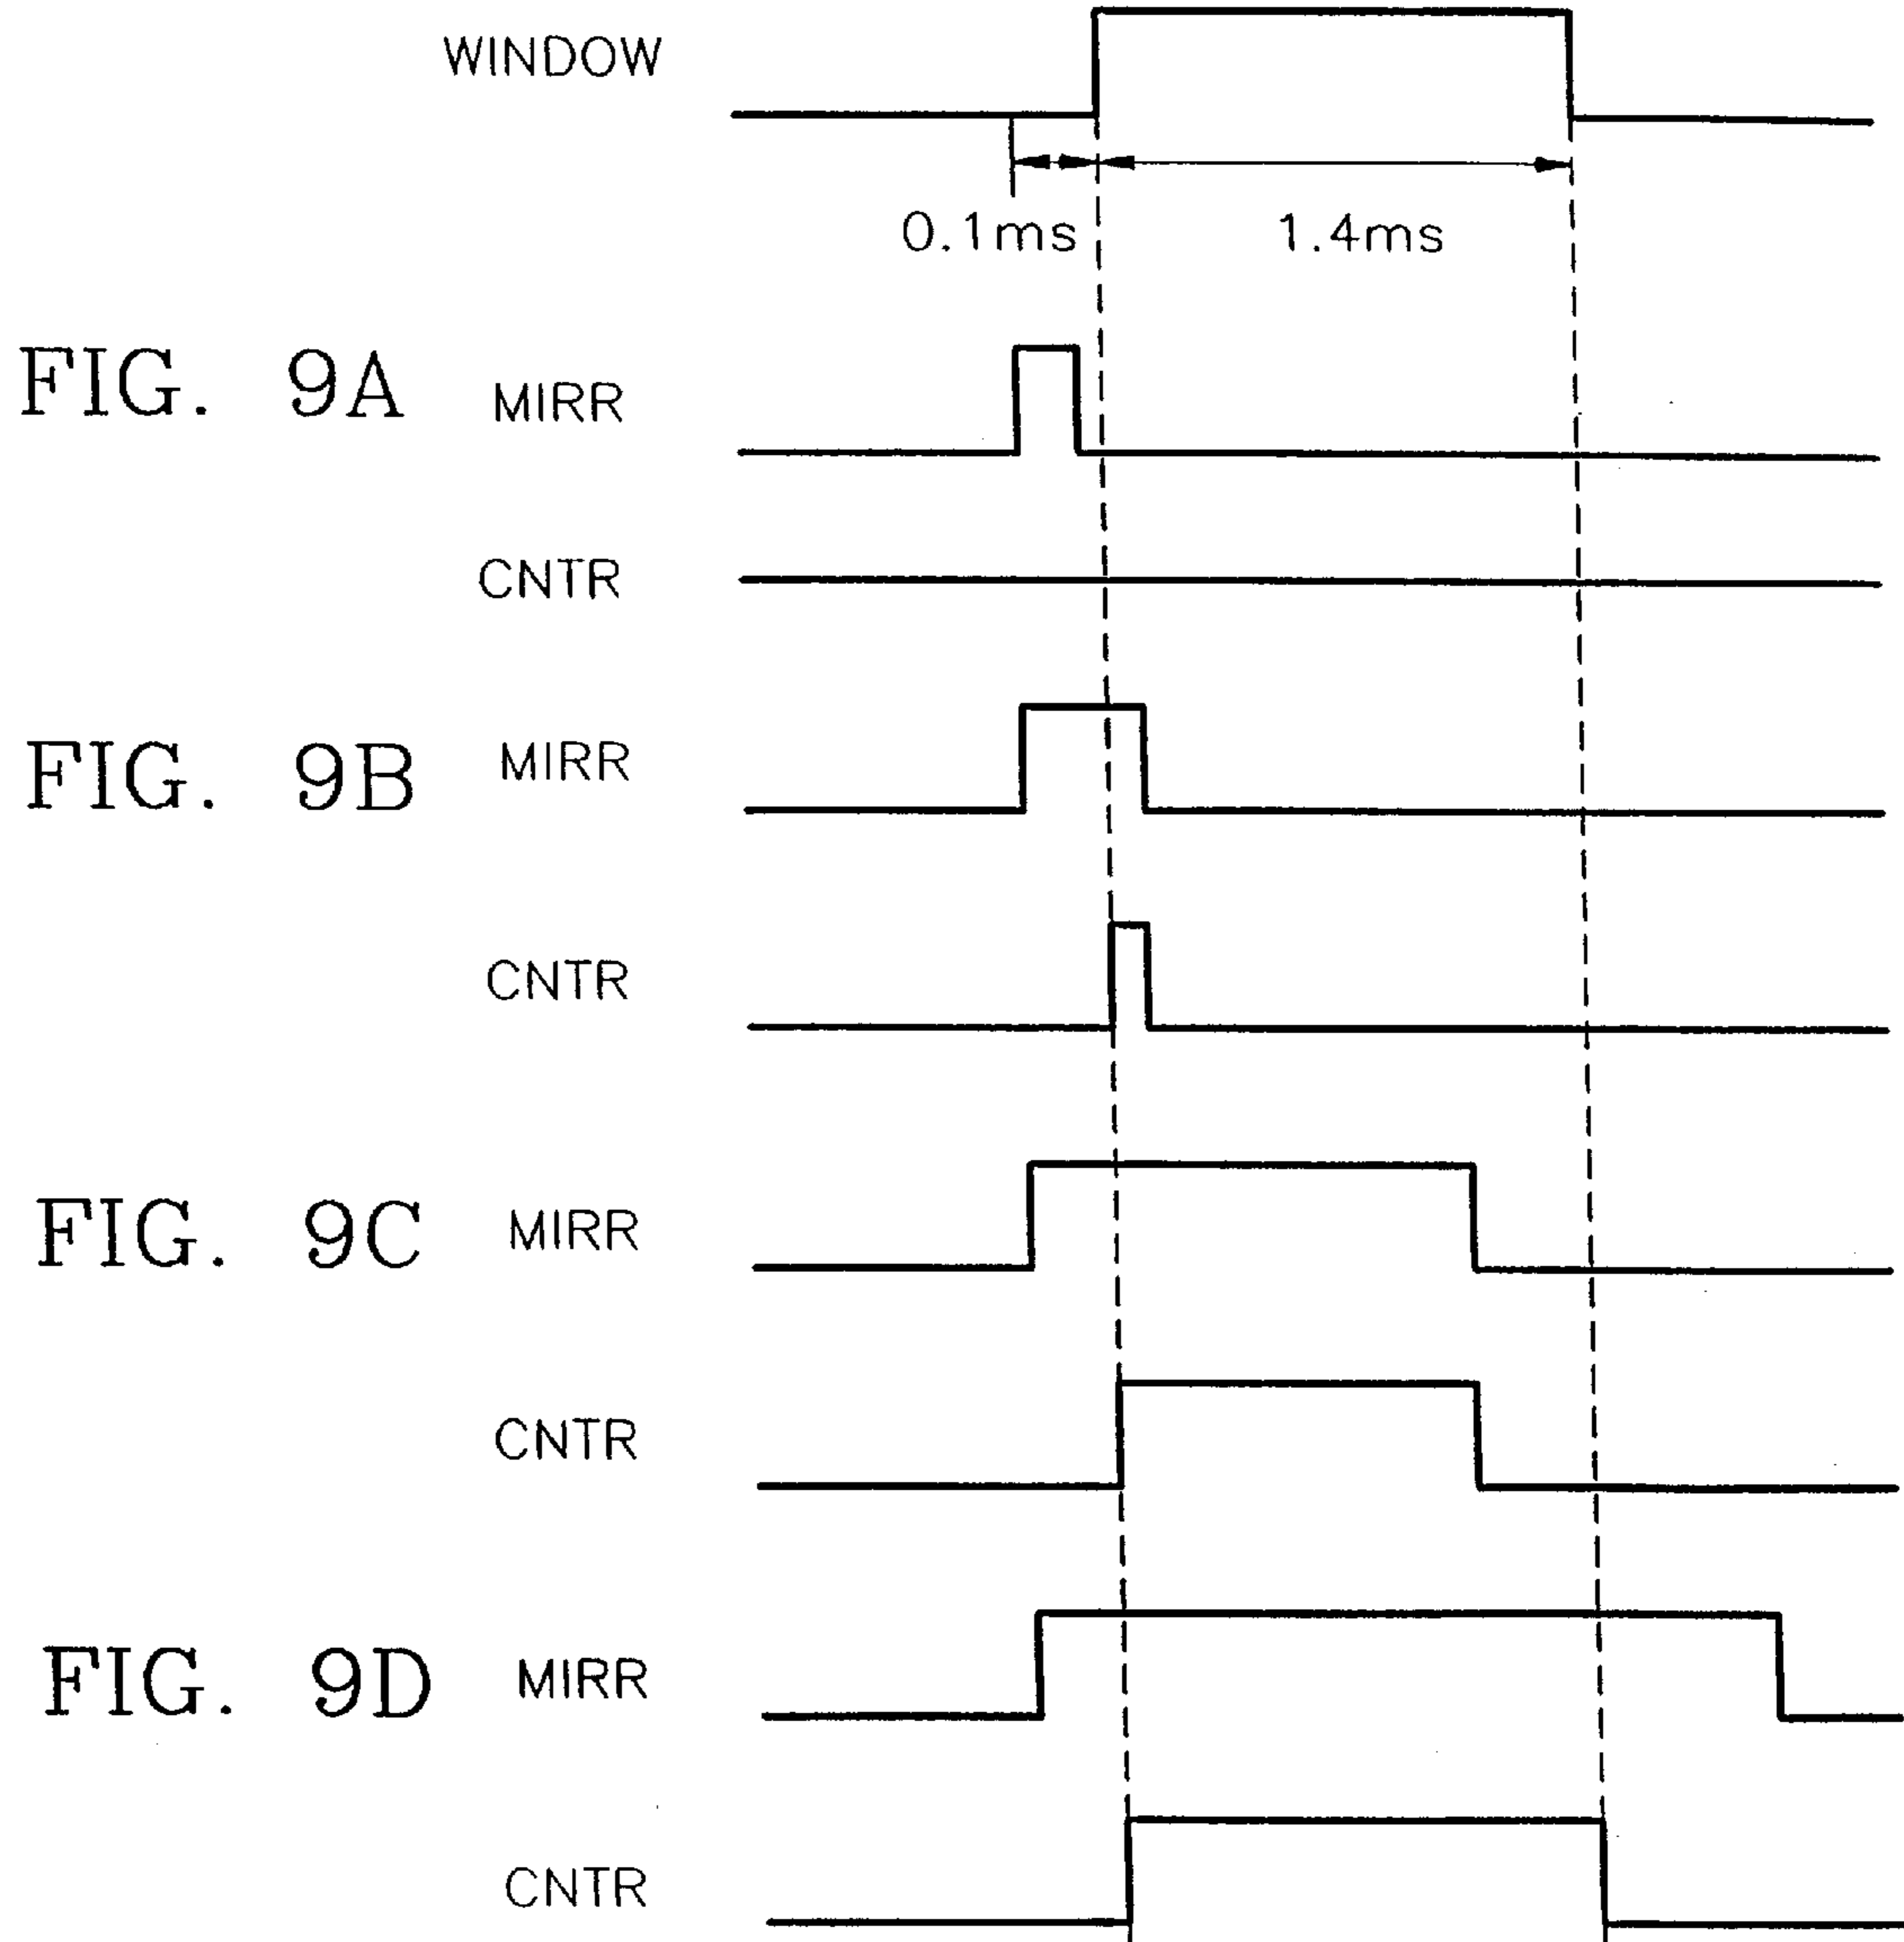 WINDOW
0.1ms 1.4ms
FIG. 9A MIRR
CNTR
FIG. 9B MIRR
CNTR
FIG. 9C MIRR
CNTR
FIG. 9D MIRR
CNTR